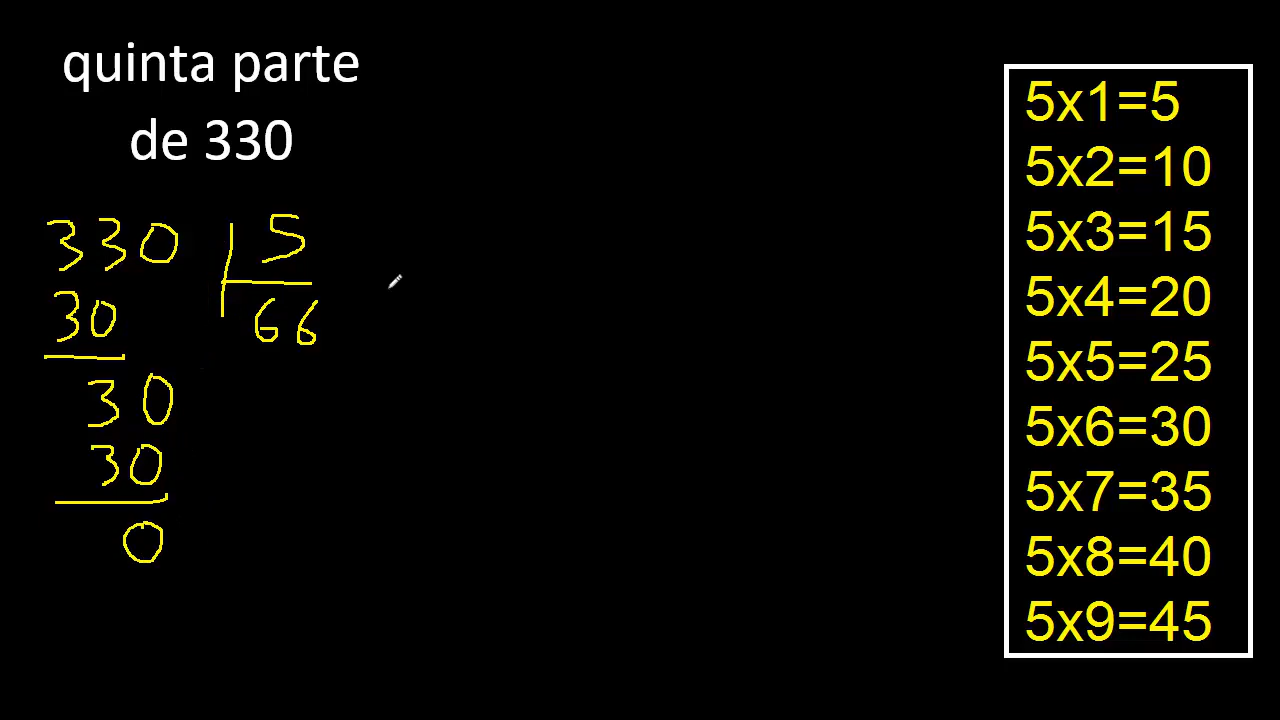 quinta parte
de 330
330 5
30 66
30
30
0
5x1=5
5x2=10
5x3=15
5x4=20
5x5=25
5x6=30
5x7=35
5x8=40
5x9=45